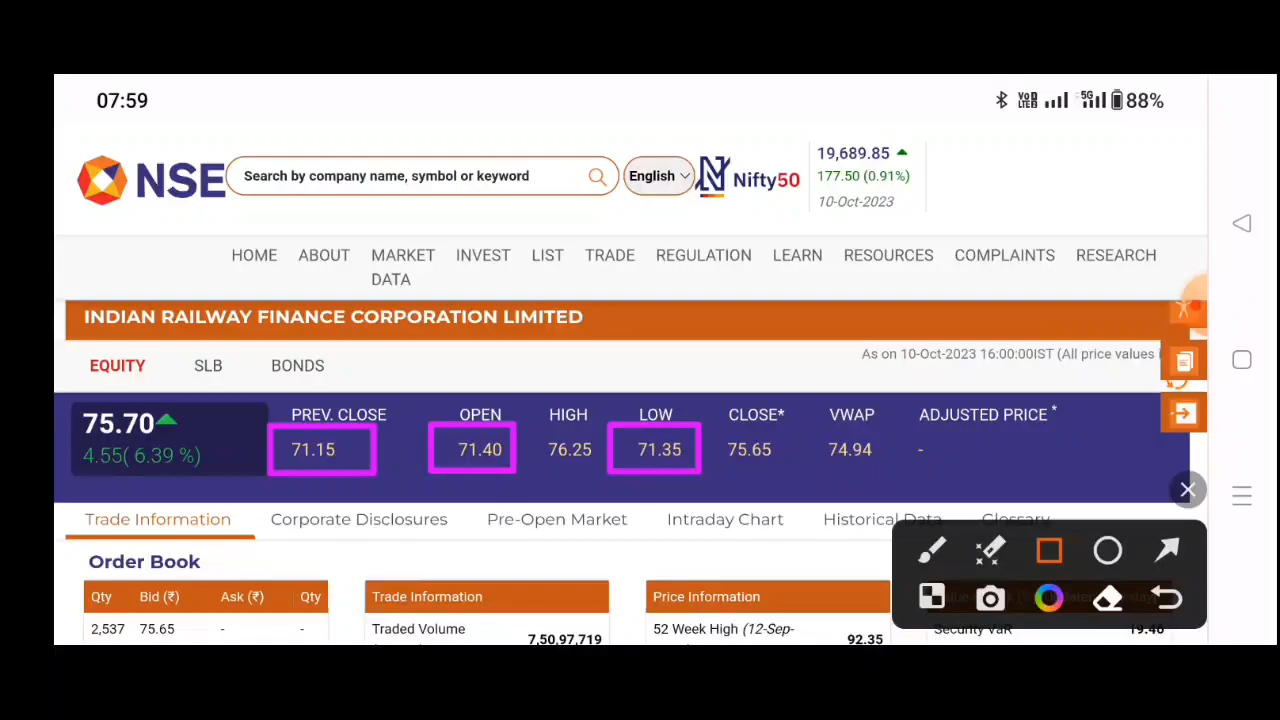 07:59
VoD LTE 5G 88%
NSE
Search by company name, symbol or keyword
English
Nifty50
19,689.85
177.50 (0.91%)
10-Oct-2023
HOME ABOUT MARKET DATA INVEST LIST TRADE REGULATION LEARN RESOURCES COMPLAINTS RESEARCH
INDIAN RAILWAY FINANCE CORPORATION LIMITED
As on 10-Oct-2023 16:00:00IST (All price values
EQUITY SLB BONDS
75.70
4.55( 6.39 %)
PREV. CLOSE OPEN HIGH LOW CLOSE* VWAP ADJUSTED PRICE *
71.15 71.40 76.25 71.35 75.65 74.94 -
Trade Information Corporate Disclosures Pre-Open Market Intraday Chart Historical Data Glossary
Order Book
Qty Bid (₹) Ask (₹) Qty
2,537 75.65 - -
Trade Information
Traded Volume
7,50,97,719
Price Information
52 Week High (12-Sep-
92.35
Security VaR
19.40